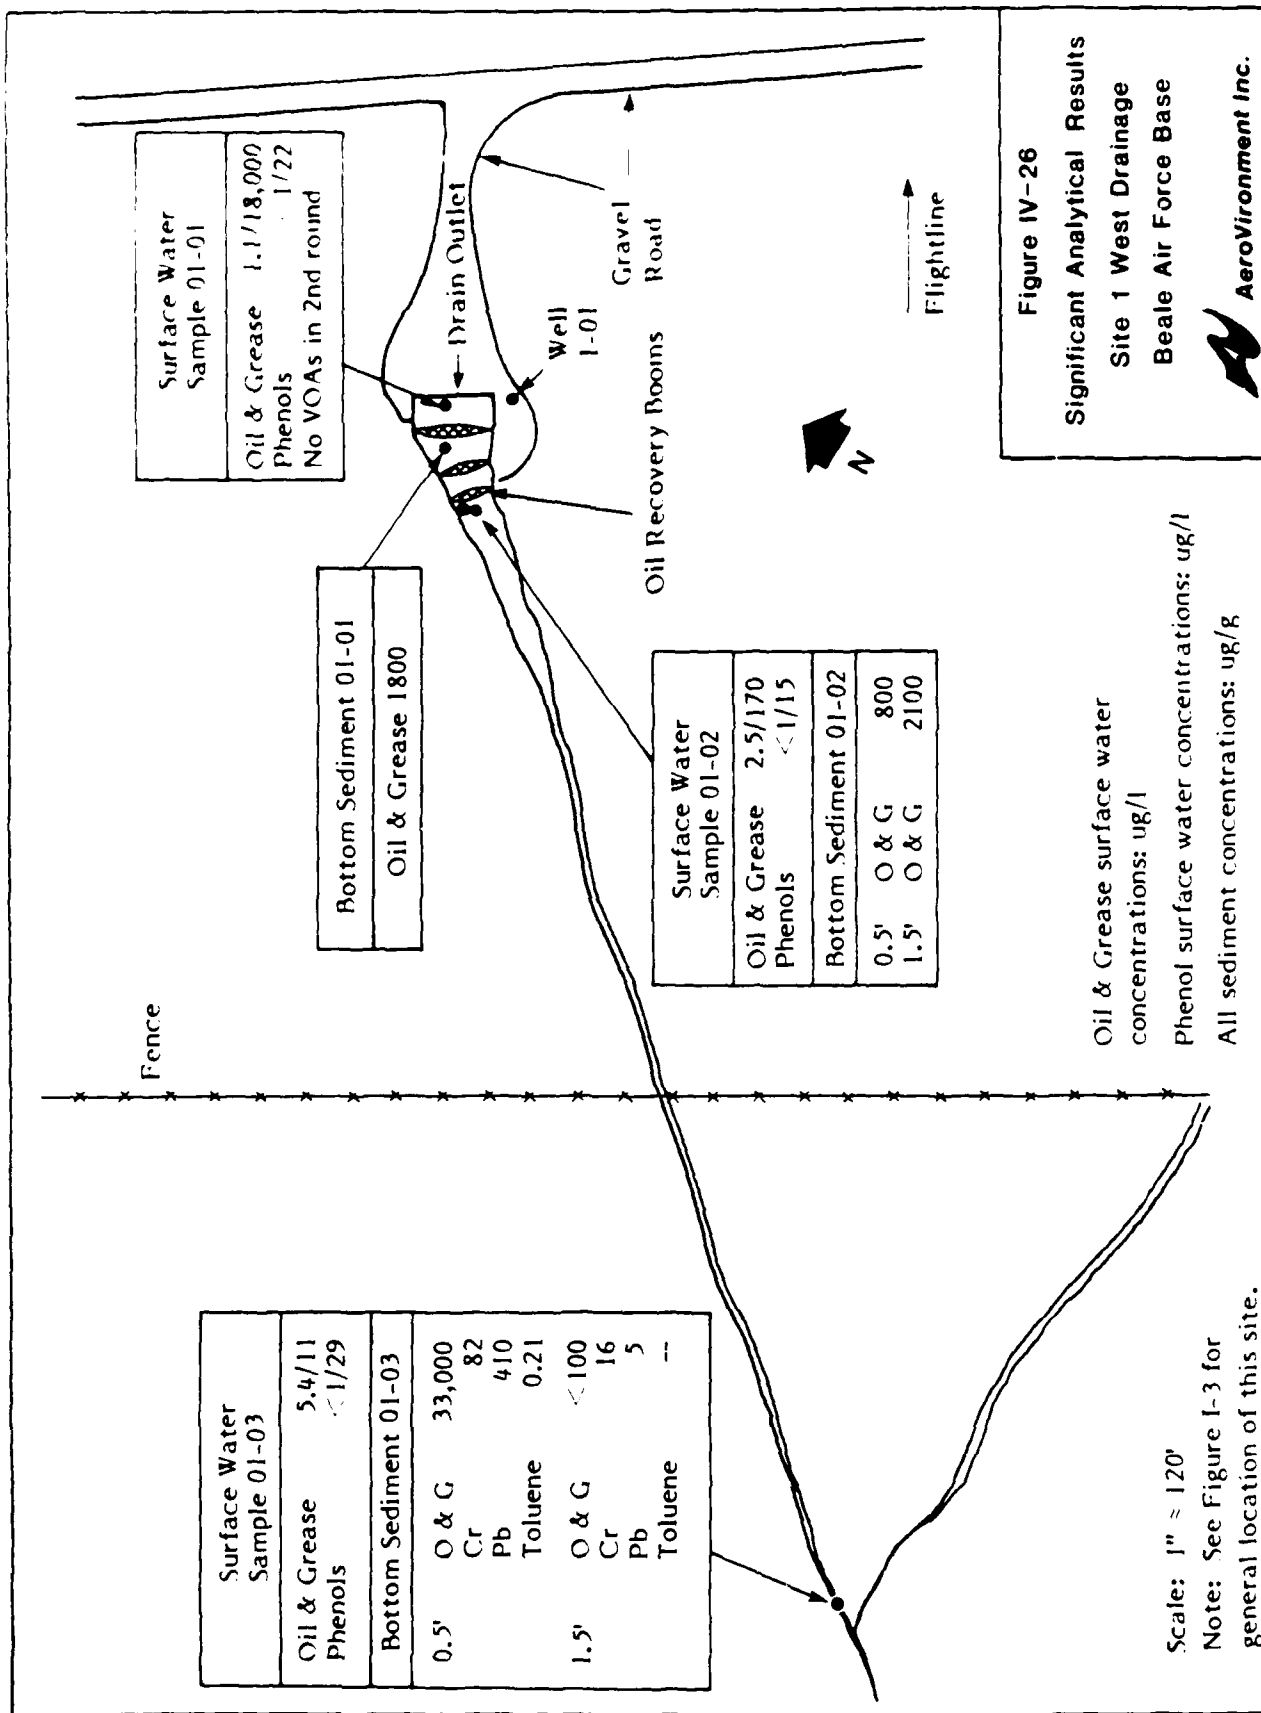 Surface Water
Sample 01-03
Oil & Grease 5.4/11
Phenols <1/29
Bottom Sediment 01-03
0.5' O & G 33,000
Cr 82
Pb 410
Toluene 0.21
1.5' O & G <100
Cr 16
Pb 5
Toluene --
Fence
Bottom Sediment 01-01
Oil & Grease 1800
Surface Water
Sample 01-01
Oil & Grease 1.1/18,000
Phenols 1/22
No VOAs in 2nd round
Drain Outlet
Well
1-01
Gravel
Road
Oil Recovery Boons
Surface Water
Sample 01-02
Oil & Grease 2.5/170
Phenols <1/15
Bottom Sediment 01-02
0.5' O & G 800
1.5' O & G 2100
N
Flightline
Scale: 1" ≈ 120'
Note: See Figure I-3 for
general location of this site.
Oil & Grease surface water
concentrations: ug/l
Phenol surface water concentrations: ug/l
All sediment concentrations: ug/g
Figure IV-26
Significant Analytical Results
Site 1 West Drainage
Beale Air Force Base
AeroVironment Inc.